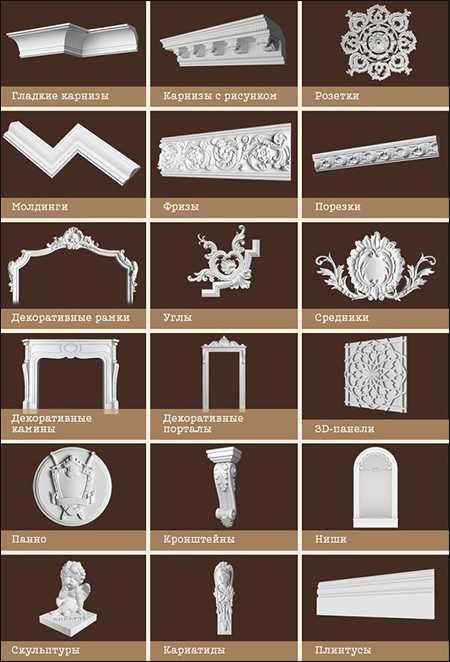 Гладкие карнизы
Карнизы с рисунком
Розетки
Молдинги
Фризы
Порезки
Декоративные рамки
Углы
Средники
Декоративные
камины
Декоративные
порталы
3D-панели
Панно
Кронштейны
Ниши
Скульптуры
Кариатиды
Плинтусы